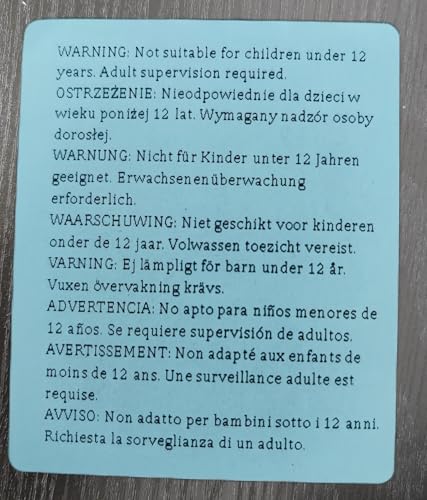 WARNING: Not suitable for children under 12
years. Adult supervision required.
OSTRZEŻENIE: Nieodpowiednie dla dzieci w
wieku poniżej 12 lat. Wymagany nadzór osoby
dorosłej.
WARNUNG: Nicht für Kinder unter 12 Jahren
geeignet. Erwachsenenüberwachung
erforderlich.
WAARSCHUWING: Niet geschikt voor kinderen
onder de 12 jaar. Volwassen toezicht vereist.
VARNING: Ej lämpligt för barn under 12 år.
Vuxen övervakning krävs.
ADVERTENCIA: No apto para niños menores de
12 años. Se requiere supervisión de adultos.
AVERTISSEMENT: Non adapté aux enfants de
moins de 12 ans. Une surveillance adulte est
requise.
AVVISO: Non adatto per bambini sotto i 12 anni.
Richiesta la sorveglianza di un adulto.